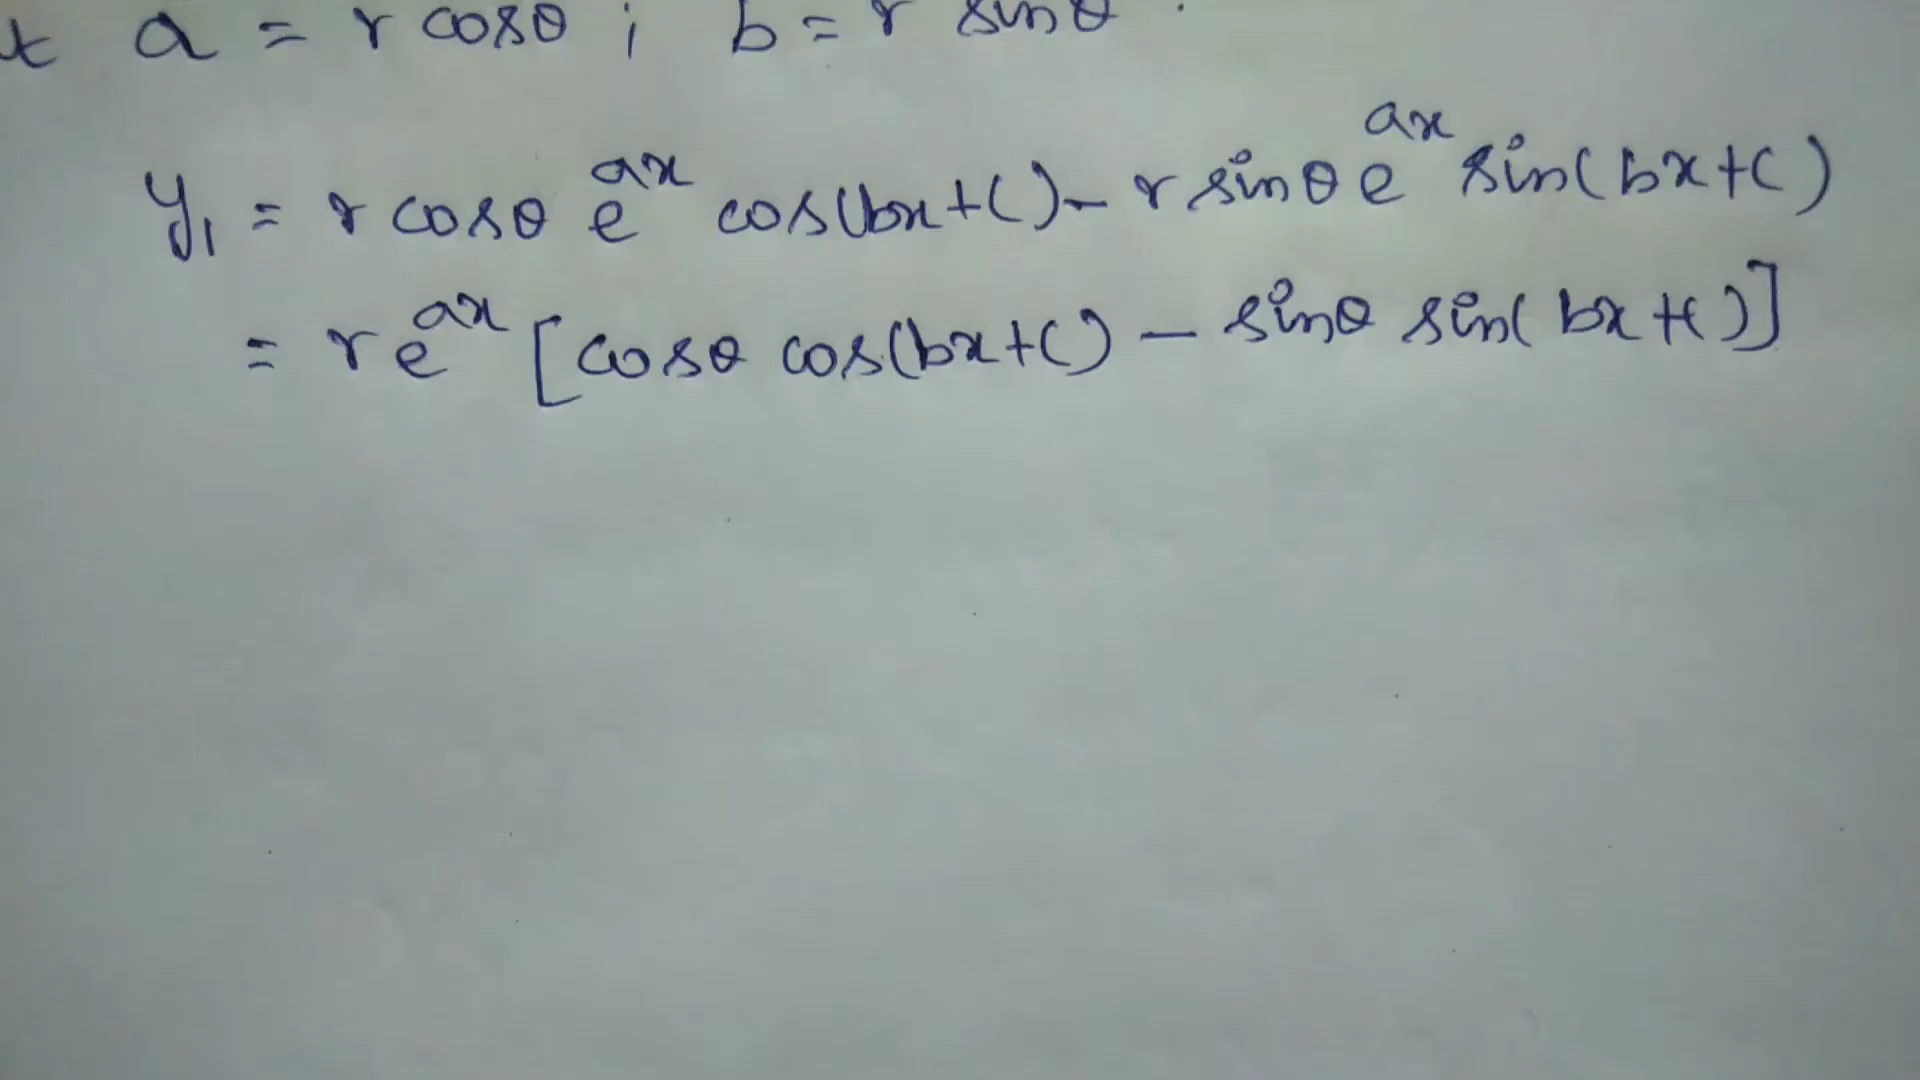 t a = r cosθ ; b = r sinθ .
y₁ = r cosθ e^{ax} cos(bx+c) - r sinθ e^{ax} sin(bx+c)
= r e^{ax} [cosθ cos(bx+c) - sinθ sin(bx+c)]